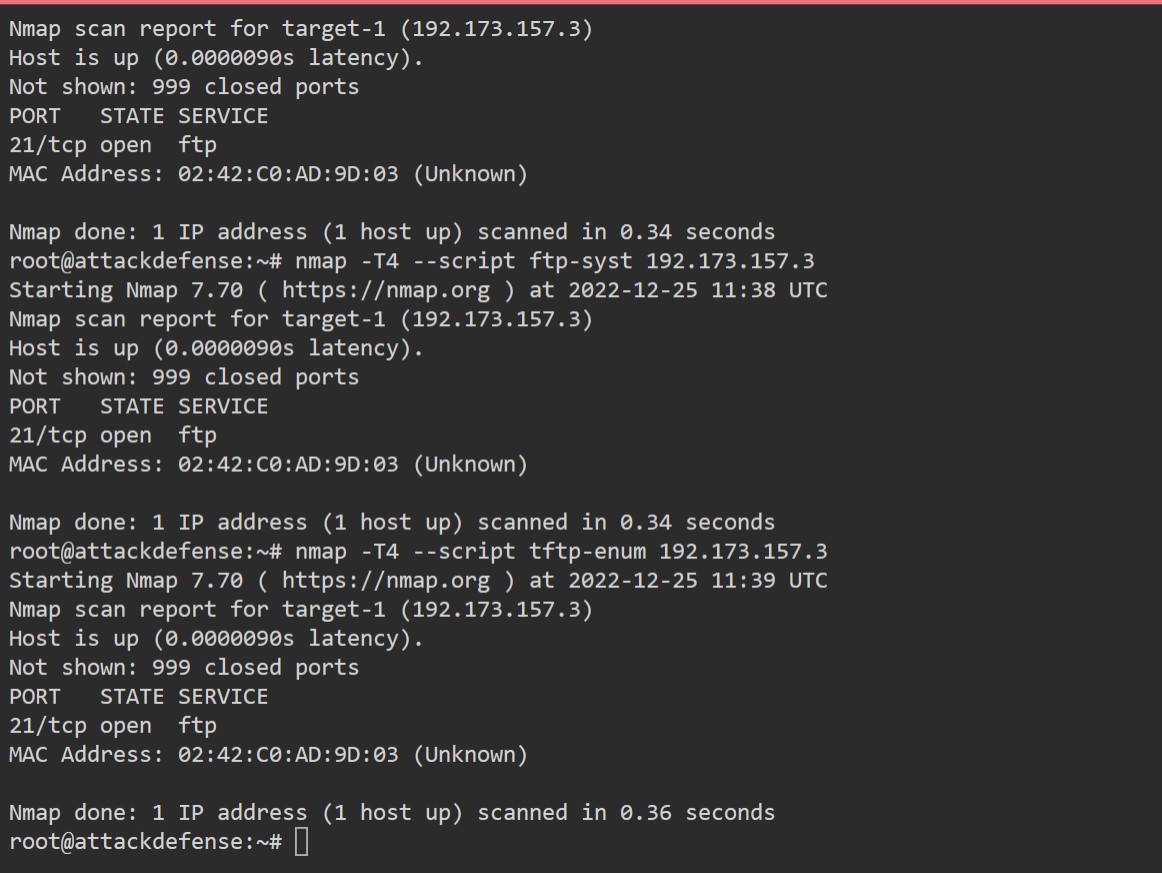 Nmap scan report for target-1 (192.173.157.3)
Host is up (0.0000090s latency).
Not shown: 999 closed ports
PORT   STATE SERVICE
21/tcp open  ftp
MAC Address: 02:42:C0:AD:9D:03 (Unknown)

Nmap done: 1 IP address (1 host up) scanned in 0.34 seconds
root@attackdefense:~# nmap -T4 --script ftp-syst 192.173.157.3
Starting Nmap 7.70 ( https://nmap.org ) at 2022-12-25 11:38 UTC
Nmap scan report for target-1 (192.173.157.3)
Host is up (0.0000090s latency).
Not shown: 999 closed ports
PORT   STATE SERVICE
21/tcp open  ftp
MAC Address: 02:42:C0:AD:9D:03 (Unknown)

Nmap done: 1 IP address (1 host up) scanned in 0.34 seconds
root@attackdefense:~# nmap -T4 --script tftp-enum 192.173.157.3
Starting Nmap 7.70 ( https://nmap.org ) at 2022-12-25 11:39 UTC
Nmap scan report for target-1 (192.173.157.3)
Host is up (0.0000090s latency).
Not shown: 999 closed ports
PORT   STATE SERVICE
21/tcp open  ftp
MAC Address: 02:42:C0:AD:9D:03 (Unknown)

Nmap done: 1 IP address (1 host up) scanned in 0.36 seconds
root@attackdefense:~#